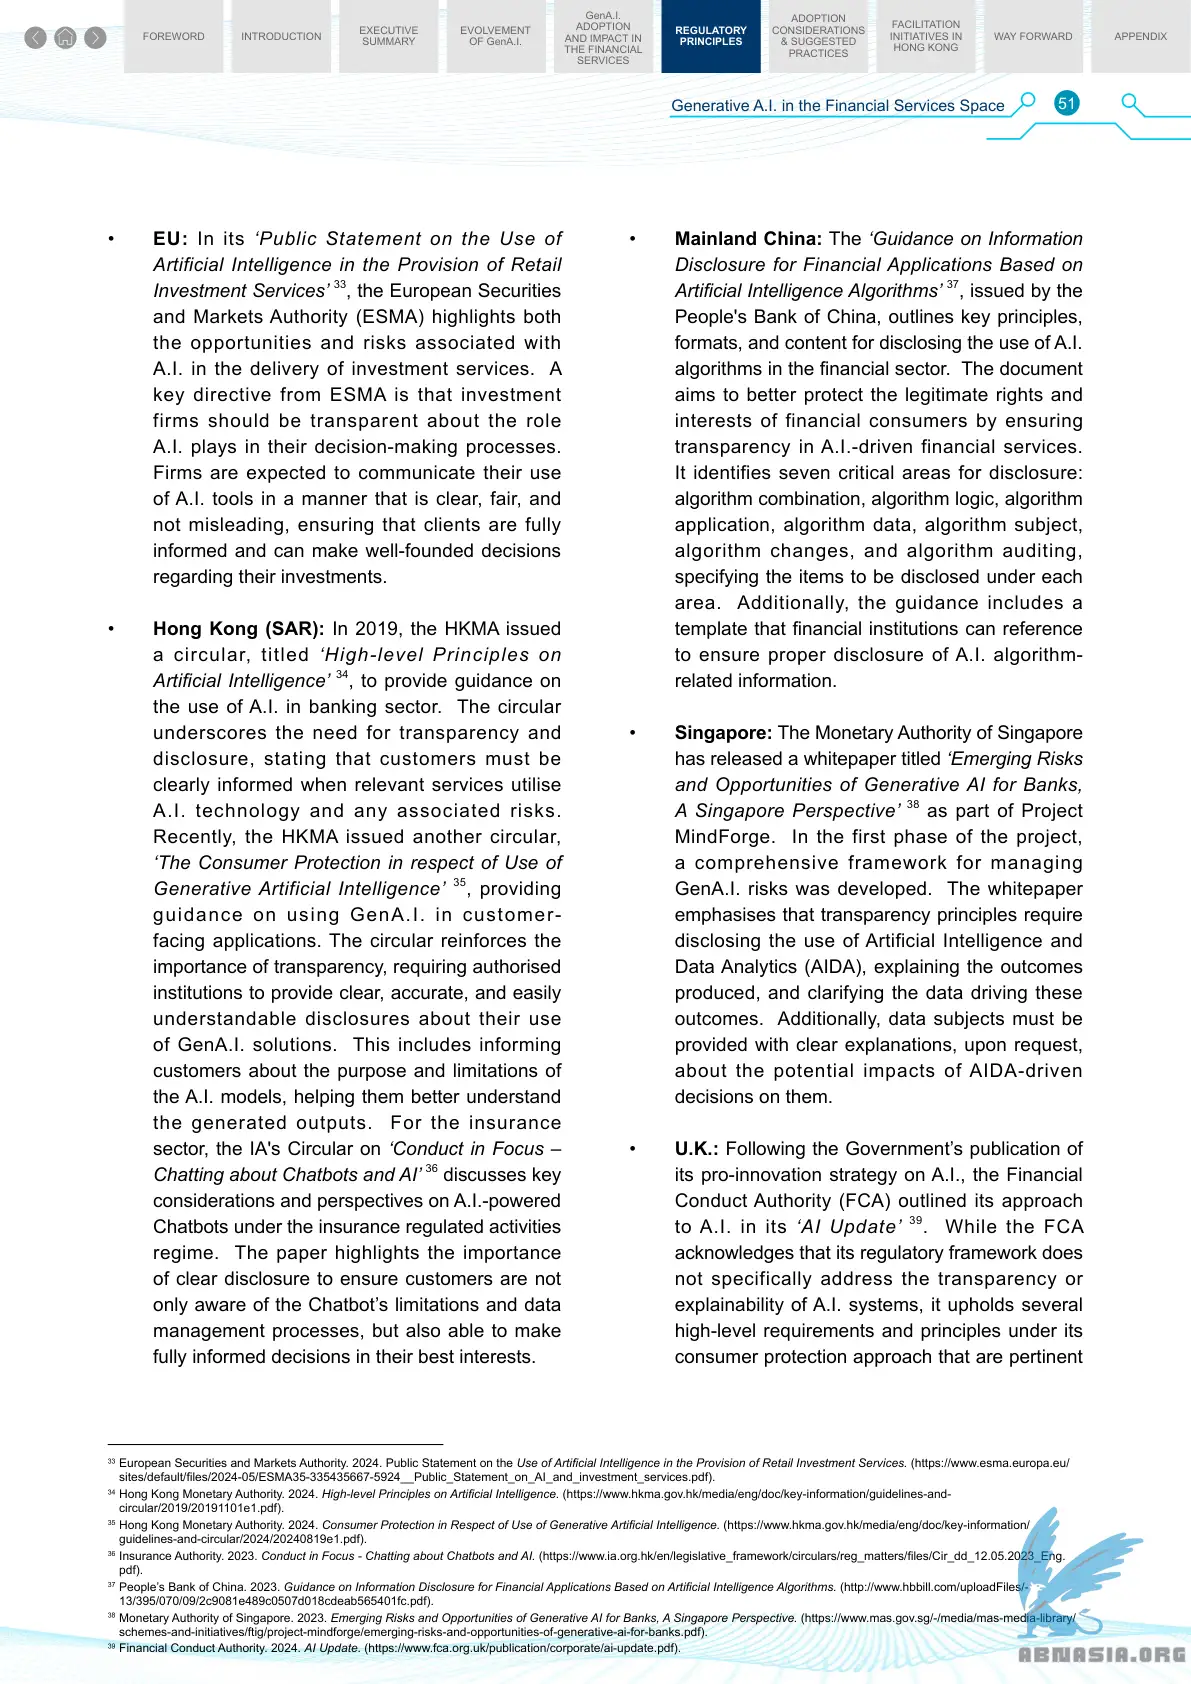 FOREWORD
INTRODUCTION
EXECUTIVE
SUMMARY
EVOLVEMENT
OF GenA.I.
GenA.I.
ADOPTION
AND IMPACT IN
THE FINANCIAL
SERVICES
REGULATORY
PRINCIPLES
ADOPTION
CONSIDERATIONS
& SUGGESTED
PRACTICES
FACILITATION
INITIATIVES IN
HONG KONG
WAY FORWARD
APPENDIX
Generative A.I. in the Financial Services Space
51
• EU: In its ‘Public Statement on the Use of
Artificial Intelligence in the Provision of Retail
Investment Services’ 33, the European Securities
and Markets Authority (ESMA) highlights both
the opportunities and risks associated with
A.I. in the delivery of investment services. A
key directive from ESMA is that investment
firms should be transparent about the role
A.I. plays in their decision-making processes.
Firms are expected to communicate their use
of A.I. tools in a manner that is clear, fair, and
not misleading, ensuring that clients are fully
informed and can make well-founded decisions
regarding their investments.
• Hong Kong (SAR): In 2019, the HKMA issued
a circular, titled ‘High-level Principles on
Artificial Intelligence’ 34, to provide guidance on
the use of A.I. in banking sector. The circular
underscores the need for transparency and
disclosure, stating that customers must be
clearly informed when relevant services utilise
A.I. technology and any associated risks.
Recently, the HKMA issued another circular,
‘The Consumer Protection in respect of Use of
Generative Artificial Intelligence’ 35, providing
guidance on using GenA.I. in customer-
facing applications. The circular reinforces the
importance of transparency, requiring authorised
institutions to provide clear, accurate, and easily
understandable disclosures about their use
of GenA.I. solutions. This includes informing
customers about the purpose and limitations of
the A.I. models, helping them better understand
the generated outputs. For the insurance
sector, the IA's Circular on ‘Conduct in Focus –
Chatting about Chatbots and AI’ 36 discusses key
considerations and perspectives on A.I.-powered
Chatbots under the insurance regulated activities
regime. The paper highlights the importance
of clear disclosure to ensure customers are not
only aware of the Chatbot’s limitations and data
management processes, but also able to make
fully informed decisions in their best interests.
• Mainland China: The ‘Guidance on Information
Disclosure for Financial Applications Based on
Artificial Intelligence Algorithms’ 37, issued by the
People's Bank of China, outlines key principles,
formats, and content for disclosing the use of A.I.
algorithms in the financial sector. The document
aims to better protect the legitimate rights and
interests of financial consumers by ensuring
transparency in A.I.-driven financial services.
It identifies seven critical areas for disclosure:
algorithm combination, algorithm logic, algorithm
application, algorithm data, algorithm subject,
algorithm changes, and algorithm auditing,
specifying the items to be disclosed under each
area. Additionally, the guidance includes a
template that financial institutions can reference
to ensure proper disclosure of A.I. algorithm-
related information.
• Singapore: The Monetary Authority of Singapore
has released a whitepaper titled ‘Emerging Risks
and Opportunities of Generative AI for Banks,
A Singapore Perspective’ 38 as part of Project
MindForge. In the first phase of the project,
a comprehensive framework for managing
GenA.I. risks was developed. The whitepaper
emphasises that transparency principles require
disclosing the use of Artificial Intelligence and
Data Analytics (AIDA), explaining the outcomes
produced, and clarifying the data driving these
outcomes. Additionally, data subjects must be
provided with clear explanations, upon request,
about the potential impacts of AIDA-driven
decisions on them.
• U.K.: Following the Government’s publication of
its pro-innovation strategy on A.I., the Financial
Conduct Authority (FCA) outlined its approach
to A.I. in its ‘AI Update’ 39. While the FCA
acknowledges that its regulatory framework does
not specifically address the transparency or
explainability of A.I. systems, it upholds several
high-level requirements and principles under its
consumer protection approach that are pertinent
33 European Securities and Markets Authority. 2024. Public Statement on the Use of Artificial Intelligence in the Provision of Retail Investment Services. (https://www.esma.europa.eu/
sites/default/files/2024-05/ESMA35-335435667-5924__Public_Statement_on_AI_and_investment_services.pdf).
34 Hong Kong Monetary Authority. 2024. High-level Principles on Artificial Intelligence. (https://www.hkma.gov.hk/media/eng/doc/key-information/guidelines-and-
circular/2019/20191101e1.pdf).
35 Hong Kong Monetary Authority. 2024. Consumer Protection in Respect of Use of Generative Artificial Intelligence. (https://www.hkma.gov.hk/media/eng/doc/key-information/
guidelines-and-circular/2024/20240819e1.pdf).
36 Insurance Authority. 2023. Conduct in Focus - Chatting about Chatbots and AI. (https://www.ia.org.hk/en/legislative_framework/circulars/reg_matters/files/Cir_dd_12.05.2023_Eng.
pdf).
37 People’s Bank of China. 2023. Guidance on Information Disclosure for Financial Applications Based on Artificial Intelligence Algorithms. (http://www.hbbill.com/uploadFiles/-
13/395/070/09/2c9081e489c0507d018cdeab565401fc.pdf).
38 Monetary Authority of Singapore. 2023. Emerging Risks and Opportunities of Generative AI for Banks, A Singapore Perspective. (https://www.mas.gov.sg/-/media/mas-media-library/
schemes-and-initiatives/ftig/project-mindforge/emerging-risks-and-opportunities-of-generative-ai-for-banks.pdf).
39 Financial Conduct Authority. 2024. AI Update. (https://www.fca.org.uk/publication/corporate/ai-update.pdf).
ABNASIA.ORG